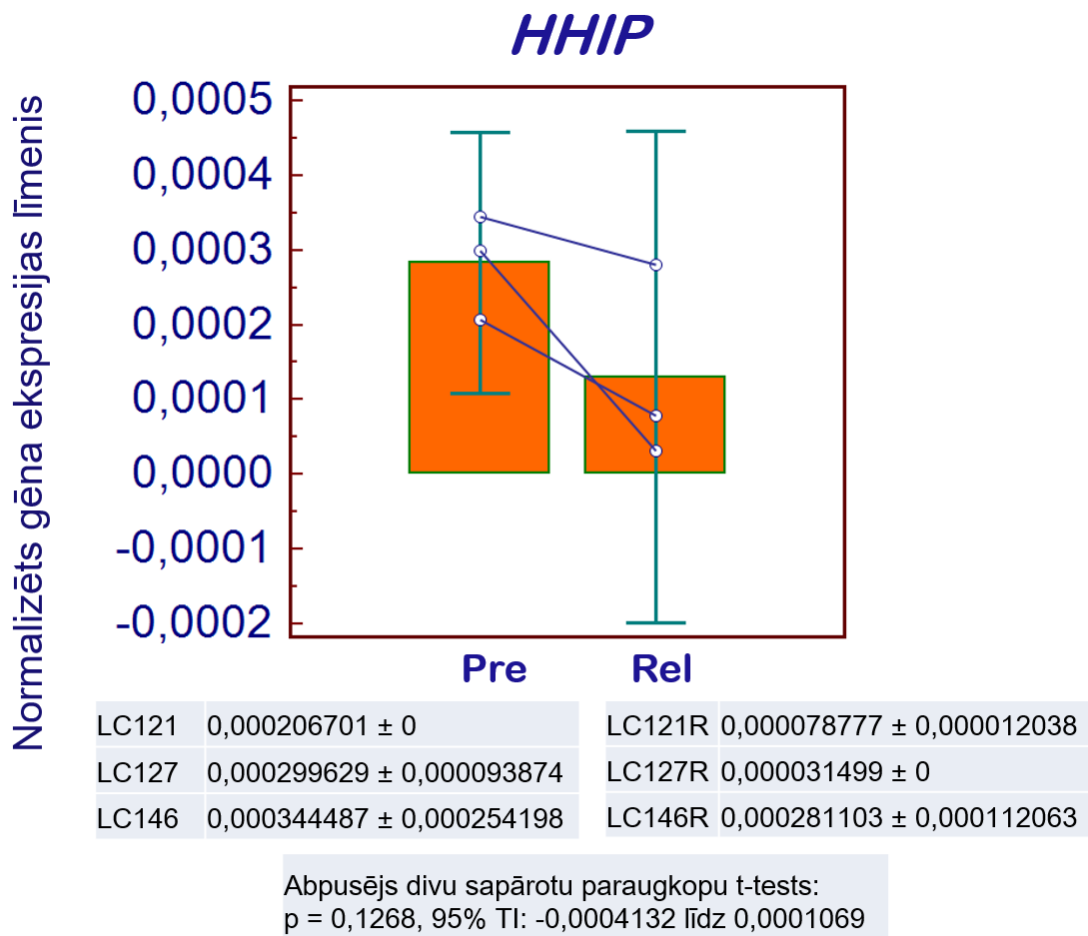 HHIP
Normalizēts gēna ekspresijas līmenis
0,0005
0,0004
0,0003
0,0002
0,0001
0,0000
-0,0001
-0,0002
Pre Rel
LC121 0,000206701 ± 0 LC121R 0,000078777 ± 0,000012038
LC127 0,000299629 ± 0,000093874 LC127R 0,000031499 ± 0
LC146 0,000344487 ± 0,000254198 LC146R 0,000281103 ± 0,000112063
Abpusējs divu sapārotu paraugkopu t-tests:
p = 0,1268, 95% TI: -0,0004132 līdz 0,0001069